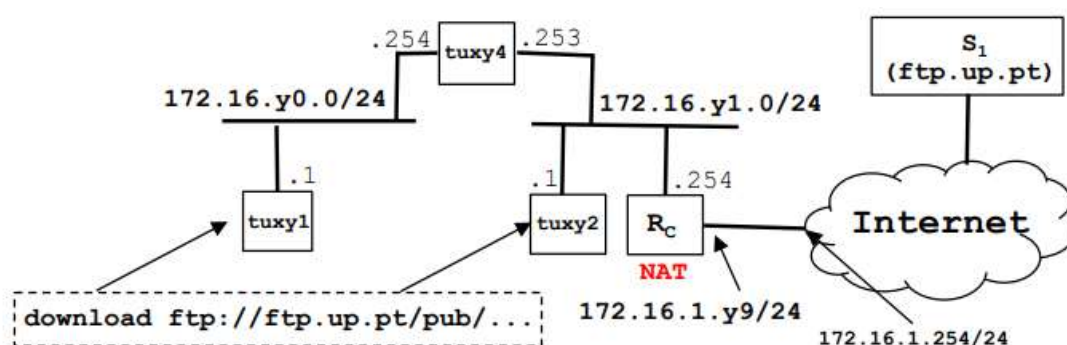 .254
tuxy4
.253
S1
(ftp.up.pt)
172.16.y0.0/24
172.16.y1.0/24
.1
.1
.254
tuxy1
tuxy2
RC
Internet
NAT
download ftp://ftp.up.pt/pub/...
172.16.1.y9/24
172.16.1.254/24